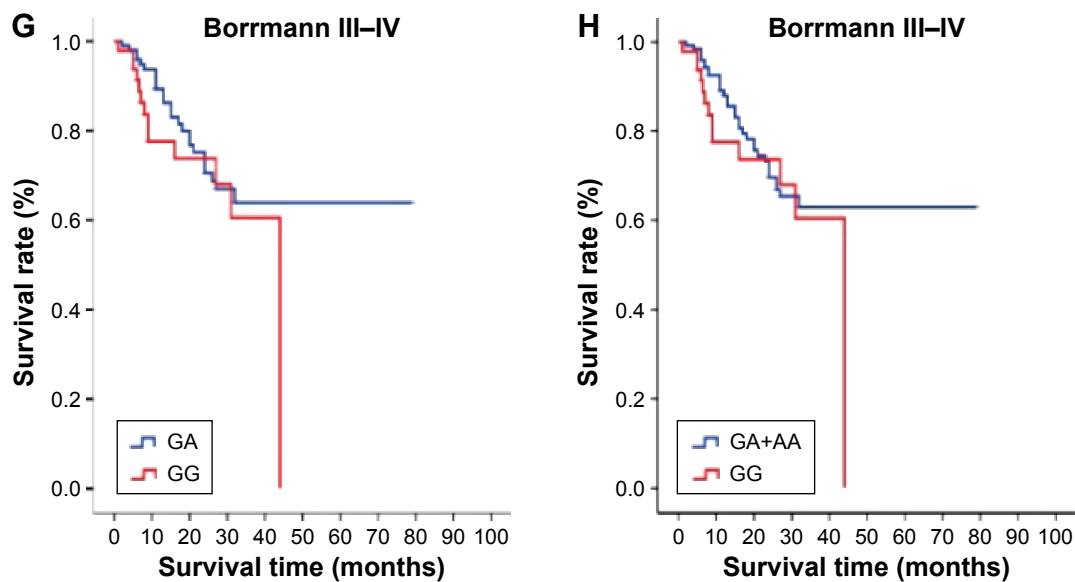 G
Borrmann III–IV
1.0
0.8
0.6
0.4
0.2
0.0
Survival rate (%)
GA
GG
0 10 20 30 40 50 60 70 80 90 100
Survival time (months)
H
Borrmann III–IV
1.0
0.8
0.6
0.4
0.2
0.0
Survival rate (%)
GA+AA
GG
0 10 20 30 40 50 60 70 80 90 100
Survival time (months)